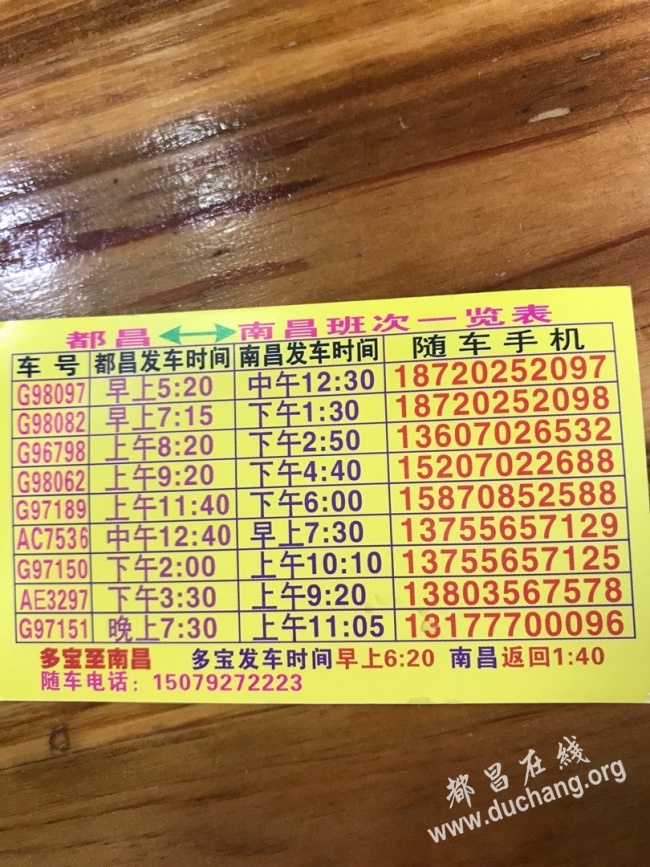 都昌↔南昌班次一览表
车号 都昌发车时间 南昌发车时间 随车手机
G98097 早上5:20 中午12:30 18720252097
G98082 早上7:15 下午1:30 18720252098
G96798 上午8:20 下午2:50 13607026532
G98062 上午9:20 下午4:40 15207022688
G97189 上午11:40 下午6:00 15870852588
AC7536 中午12:40 早上7:30 13755657129
G97150 下午2:00 上午10:10 13755657125
AE3297 下午3:30 上午9:20 13803567578
G97151 晚上7:30 上午11:05 13177700096
多宝至南昌 多宝发车时间早上6:20 南昌返回1:40
随车电话：15079272223
都昌在线
www.duchang.org